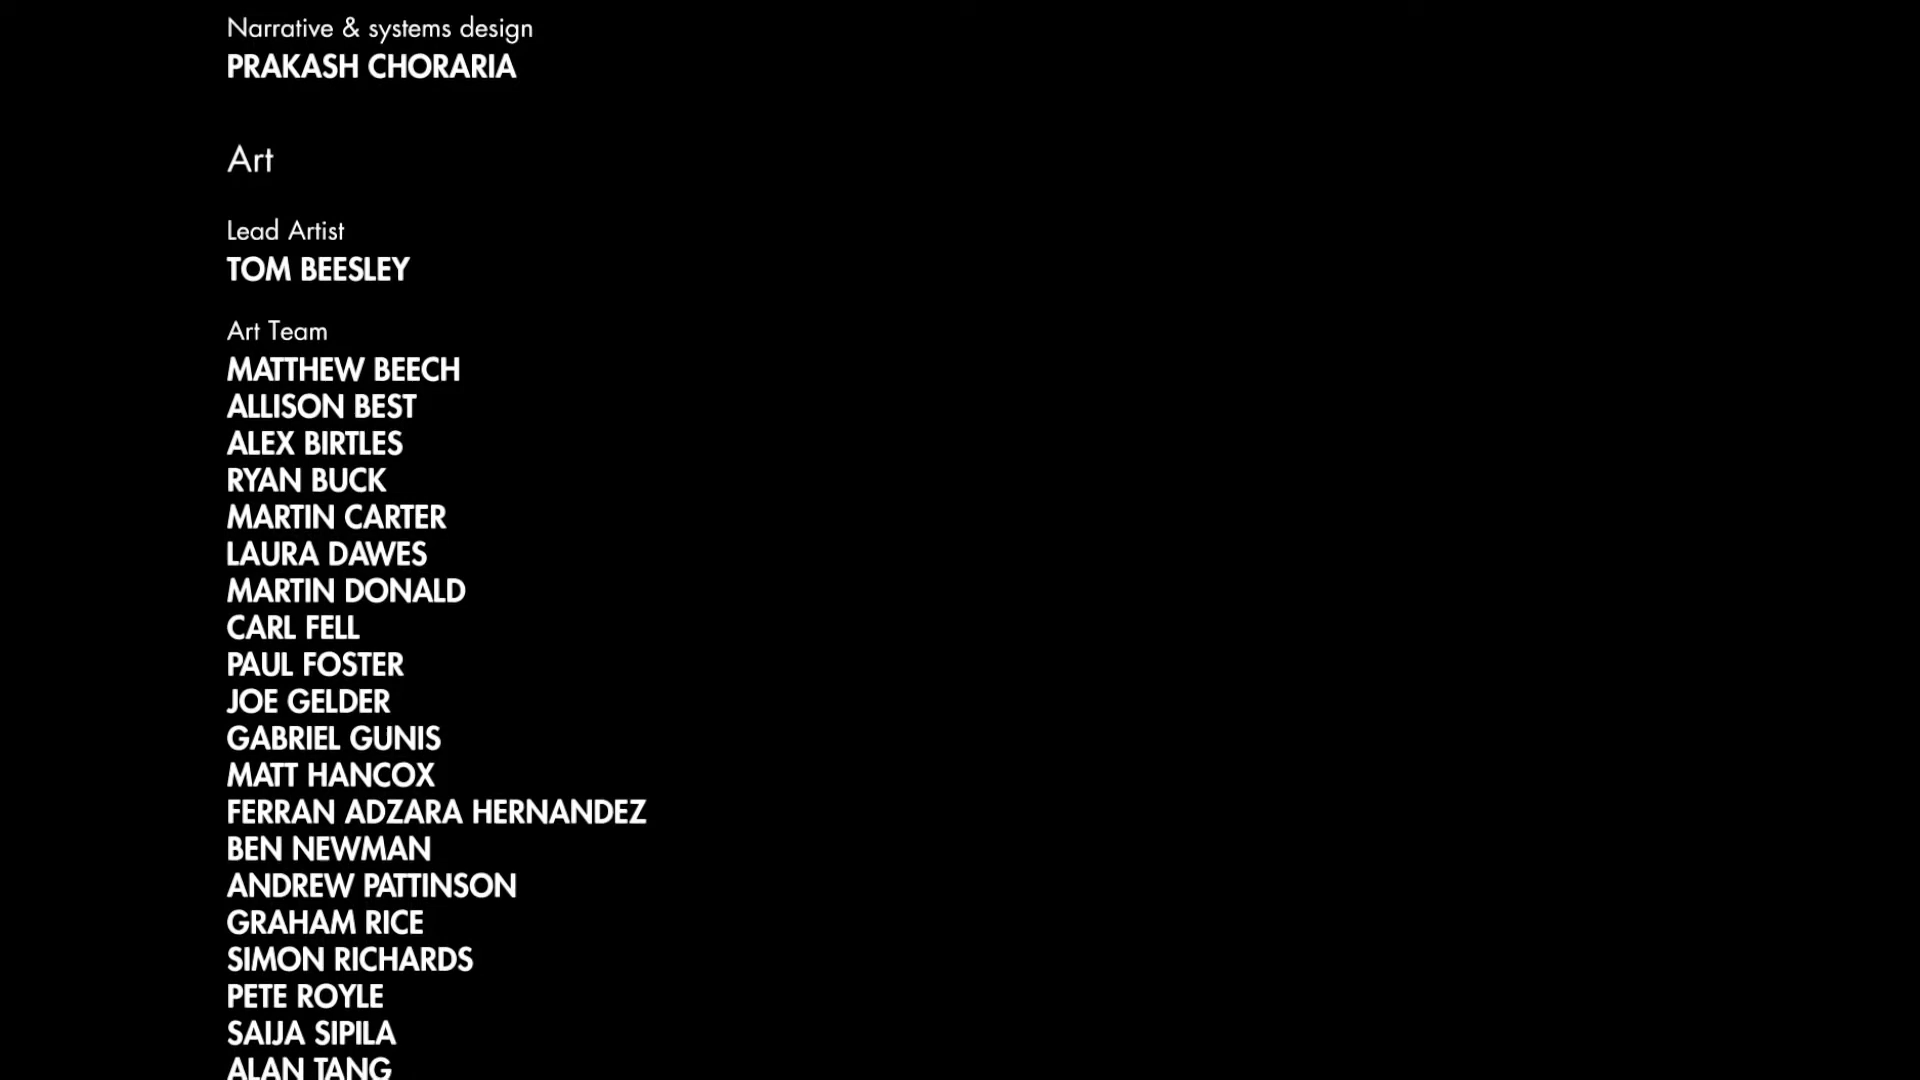 Narrative & systems design
PRAKASH CHORARIA
Art
Lead Artist
TOM BEESLEY
Art Team
MATTHEW BEECH
ALLISON BEST
ALEX BIRTLES
RYAN BUCK
MARTIN CARTER
LAURA DAWES
MARTIN DONALD
CARL FELL
PAUL FOSTER
JOE GELDER
GABRIEL GUNIS
MATT HANCOX
FERRAN ADZARA HERNANDEZ
BEN NEWMAN
ANDREW PATTINSON
GRAHAM RICE
SIMON RICHARDS
PETE ROYLE
SAIJA SIPILA
ALAN TANG